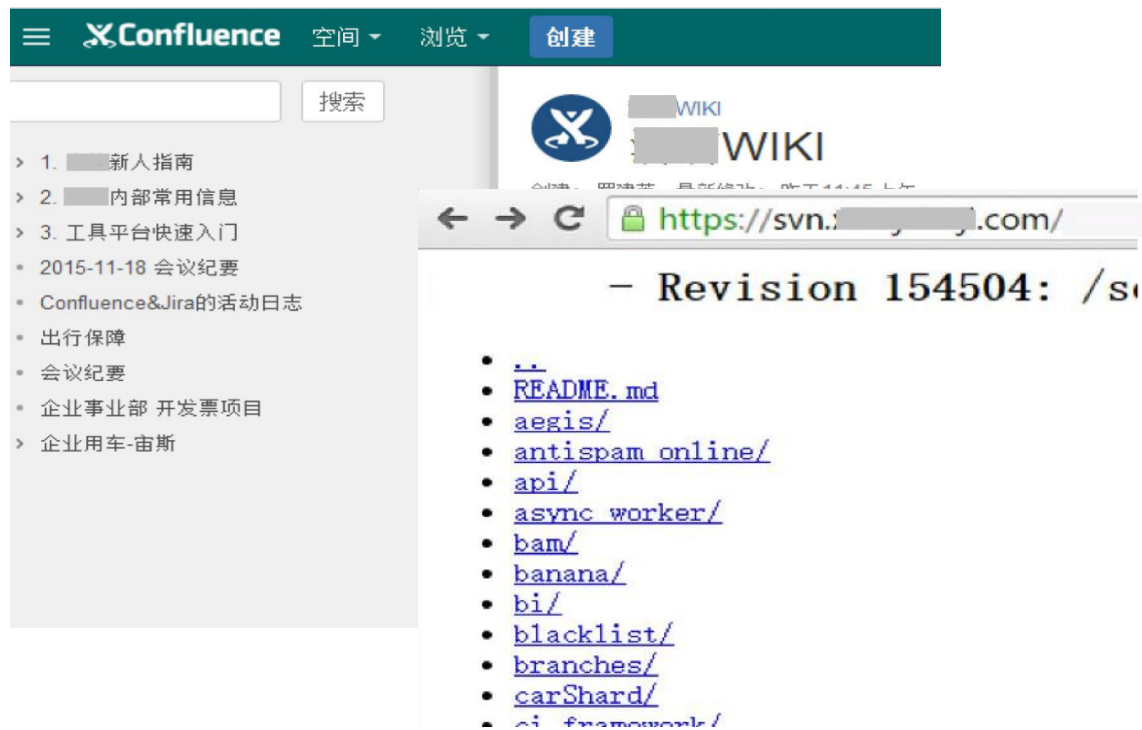 Confluence 空间 浏览 创建
搜索
1. 新人指南
2. 内部常用信息
3. 工具平台快速入门
2015-11-18 会议纪要
Confluence&Jira的活动日志
出行保障
会议纪要
企业事业部 开发票项目
企业用车-宙斯
WIKI
WIKI
https://svn. .com/
- Revision 154504: /s
..
README.md
aegis/
antispam_online/
api/
async_worker/
bam/
banana/
bi/
blacklist/
branches/
carShard/
ci_framework/